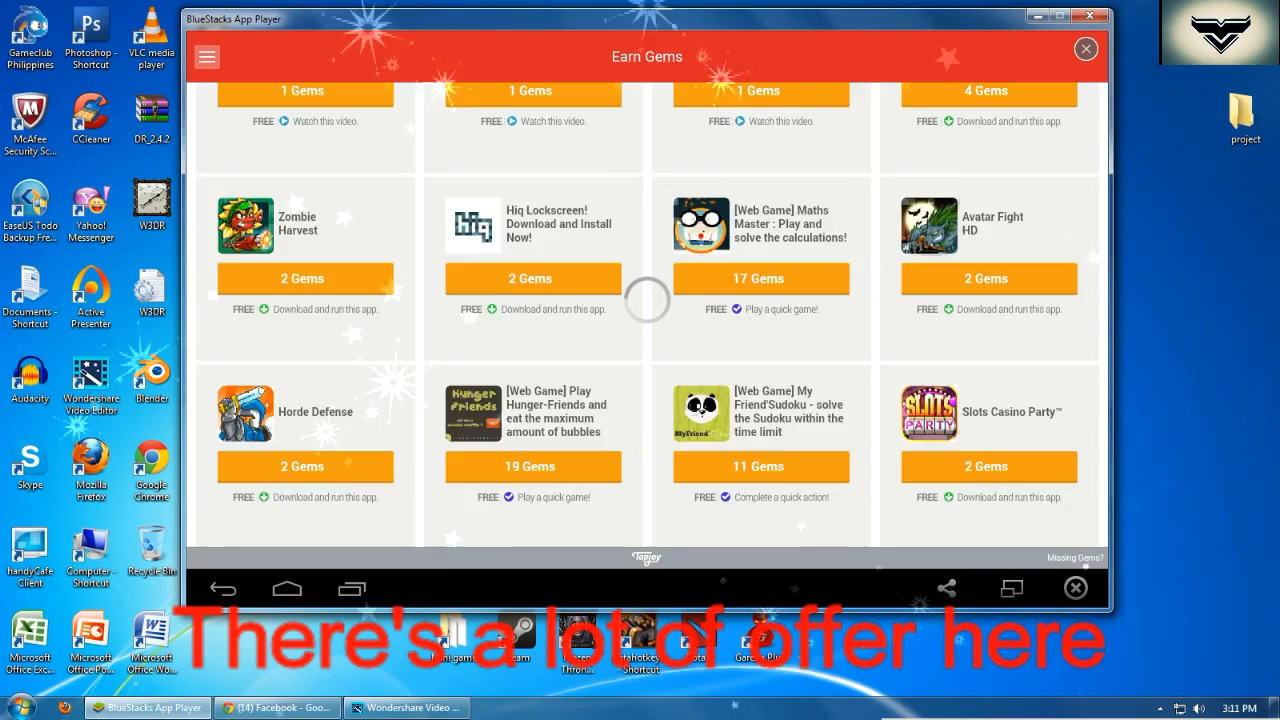 BlueStacks App Player
Earn Gems
1 Gems
1 Gems
1 Gems
4 Gems
FREE Watch this video.
FREE Watch this video.
FREE Watch this video.
FREE Download and run this app.
Zombie
Harvest
2 Gems
FREE Download and run this app.
Hiq Lockscreen!
Download and Install
Now!
hiq
2 Gems
FREE Download and run this app.
[Web Game] Maths
Master : Play and
solve the calculations!
17 Gems
FREE Play a quick game!
Avatar Fight
HD
2 Gems
FREE Download and run this app.
Horde Defense
2 Gems
FREE Download and run this app.
Hunger
Friends
[Web Game] Play
Hunger-Friends and
eat the maximum
amount of bubbles
19 Gems
FREE Play a quick game!
MyFriend'
[Web Game] My
Friend'Sudoku - solve
the Sudoku within the
time limit
11 Gems
FREE Complete a quick action!
SLOTS
PARTY
Slots Casino Party™
2 Gems
FREE Download and run this app.
Tapjoy
Missing Gems?
There's a lot of offer here
Gameclub
Philippines
Ps
Photoshop -
Shortcut
VLC media
player
McAfee
Security Sc...
CCleaner
DR_2.4.2
EaseUS Todo
Backup Fre...
Yahoo!
Messenger
W3DR
Documents -
Shortcut
Active
Presenter
W3DR
Audacity
Wondershare
Video Editor
Blender
Skype
Mozilla
Firefox
Google
Chrome
handyCafe
Client
Computer -
Shortcut
Recycle Bin
Microsoft
Office Exc...
Microsoft
Office Po...
Microsoft
Office Wo...
project
BlueStacks App Player
(14) Facebook - Goo...
Wondershare Video ...
3:11 PM